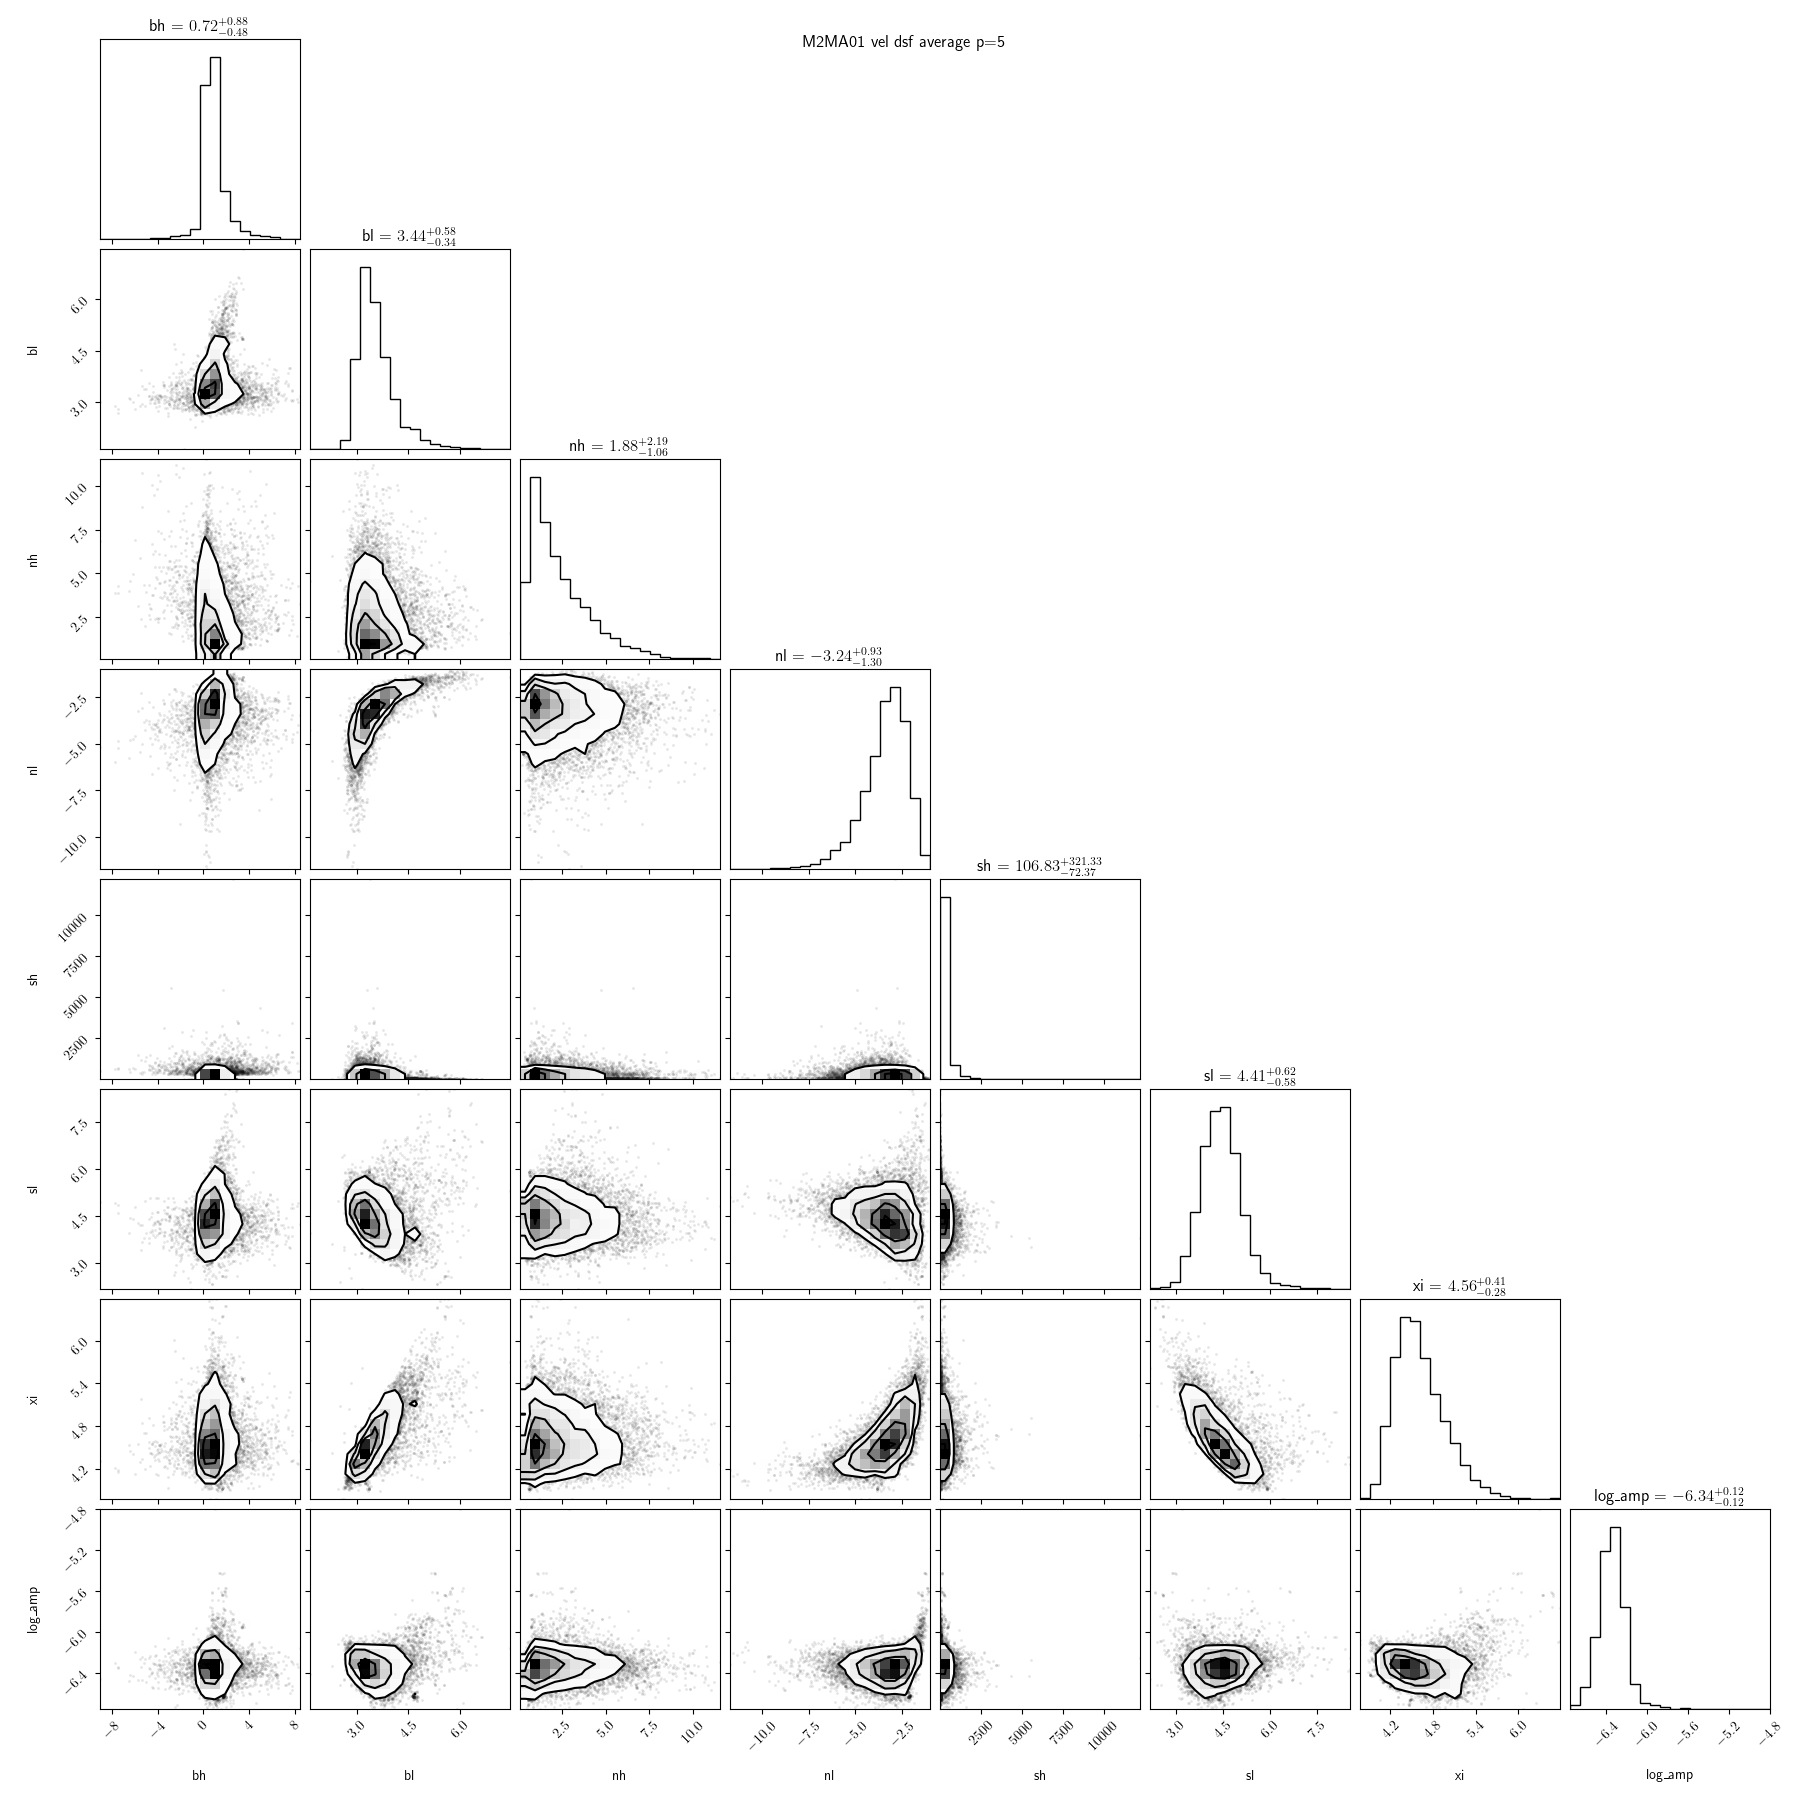 M2MA01 vel dsf average p=5
bh = 0.72+0.88−0.48
bl = 3.44+0.58−0.34
bl
6.0
4.5
3.0
nh = 1.88+2.19−1.06
nh
10.0
7.5
5.0
2.5
nl = −3.24+0.93−1.30
nl
−2.5
−5.0
−7.5
−10.0
sh = 106.83+321.33−72.37
sh
10000
7500
5000
2500
sl = 4.41+0.62−0.58
sl
7.5
6.0
4.5
3.0
xi = 4.56+0.41−0.28
xi
6.0
5.4
4.8
4.2
log_amp = −6.34+0.12−0.12
log_amp
−4.8
−5.2
−5.6
−6.0
−6.4
−8 −4 0 4 8
3.0 4.5 6.0
2.5 5.0 7.5 10.0
−10.0 −7.5 −5.0 −2.5
2500 5000 7500 10000
3.0 4.5 6.0 7.5
4.2 4.8 5.4 6.0
−6.4 −6.0 −5.6 −5.2 −4.8
bh bl nh nl sh sl xi log_amp